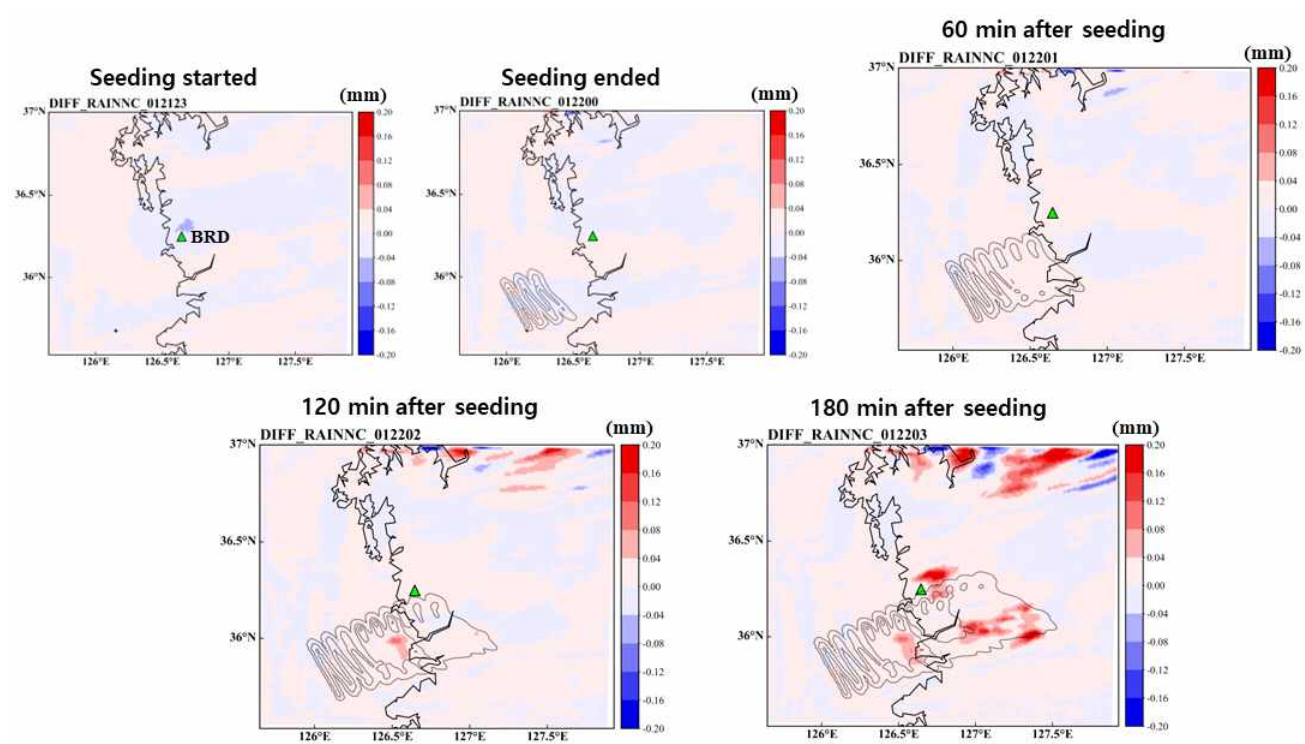 Seeding started
DIFF_RAINNC_012123
(mm)
37°N
36.5°N
36°N
BRD
126°E
126.5°E
127°E
127.5°E
0.20
0.16
0.12
0.08
0.04
0.00
-0.04
-0.08
-0.12
-0.16
-0.20
Seeding ended
DIFF_RAINNC_012200
(mm)
37°N
36.5°N
36°N
126°E
126.5°E
127°E
127.5°E
0.20
0.16
0.12
0.08
0.04
0.00
-0.04
-0.08
-0.12
-0.16
-0.20
60 min after seeding
DIFF_RAINNC_012201
(mm)
37°N
36.5°N
36°N
126°E
126.5°E
127°E
127.5°E
0.20
0.16
0.12
0.08
0.04
0.00
-0.04
-0.08
-0.12
-0.16
-0.20
120 min after seeding
DIFF_RAINNC_012202
(mm)
37°N
36.5°N
36°N
126°E
126.5°E
127°E
127.5°E
0.20
0.16
0.12
0.08
0.04
0.00
-0.04
-0.08
-0.12
-0.16
-0.20
180 min after seeding
DIFF_RAINNC_012203
(mm)
37°N
36.5°N
36°N
126°E
126.5°E
127°E
127.5°E
0.20
0.16
0.12
0.08
0.04
0.00
-0.04
-0.08
-0.12
-0.16
-0.20